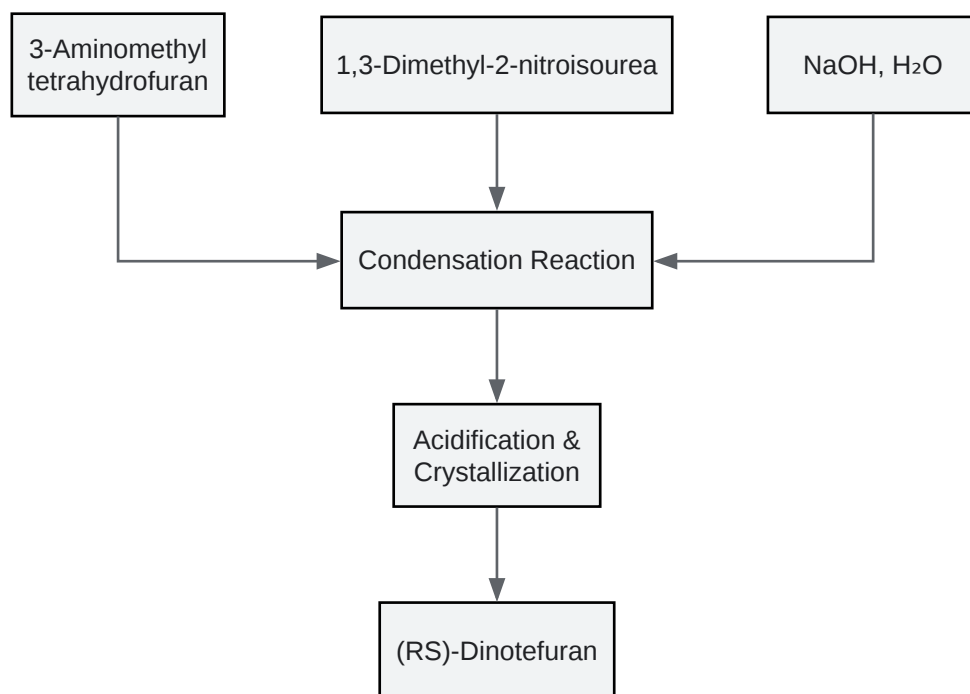 3-Aminomethyl
tetrahydrofuran
1,3-Dimethyl-2-nitroisourea
NaOH, H₂O
Condensation Reaction
Acidification &
Crystallization
(RS)-Dinotefuran